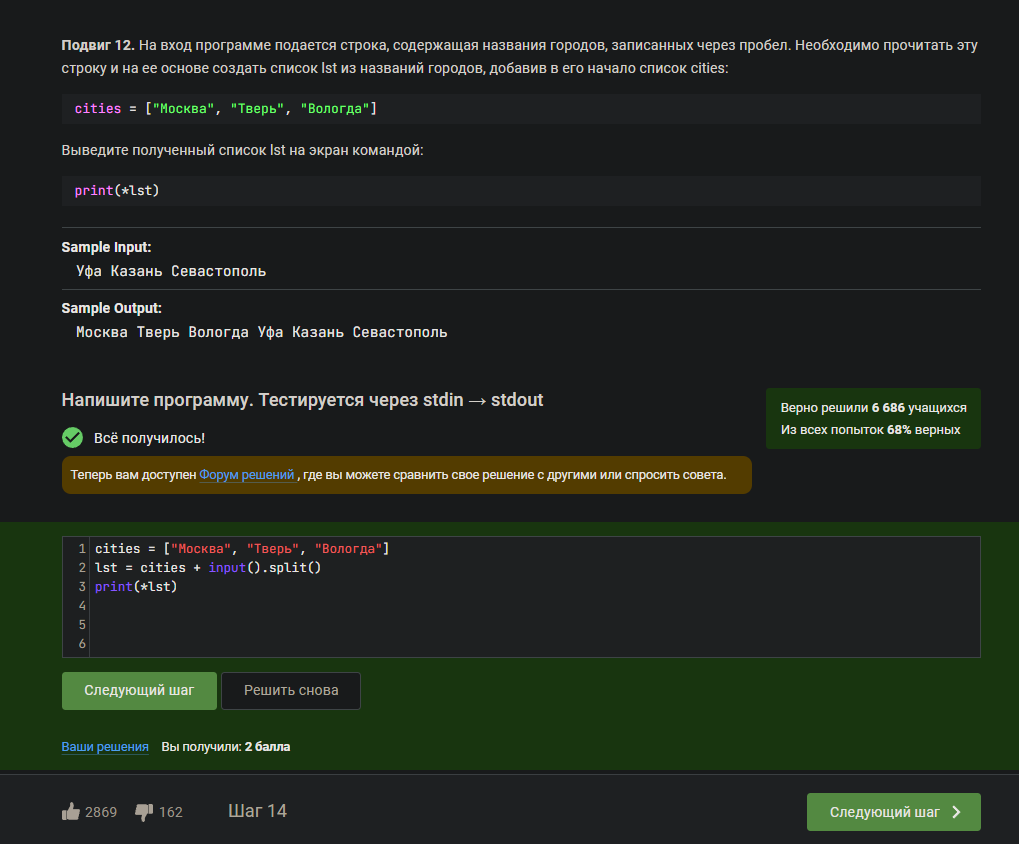 Подвиг 12. На вход программе подается строка, содержащая названия городов, записанных через пробел. Необходимо прочитать эту
строку и на ее основе создать список lst из названий городов, добавив в его начало список cities:
cities = ["Москва", "Тверь", "Вологда"]
Выведите полученный список lst на экран командой:
print(*lst)
Sample Input:
Уфа Казань Севастополь
Sample Output:
Москва Тверь Вологда Уфа Казань Севастополь
Напишите программу. Тестируется через stdin → stdout
Верно решили 6 686 учащихся
Из всех попыток 68% верных
Всё получилось!
Теперь вам доступен Форум решений , где вы можете сравнить свое решение с другими или спросить совета.
1 cities = ["Москва", "Тверь", "Вологда"]
2 lst = cities + input().split()
3 print(*lst)
4
5
6
Следующий шаг Решить снова
Ваши решения Вы получили: 2 балла
2869 162 Шаг 14 Следующий шаг